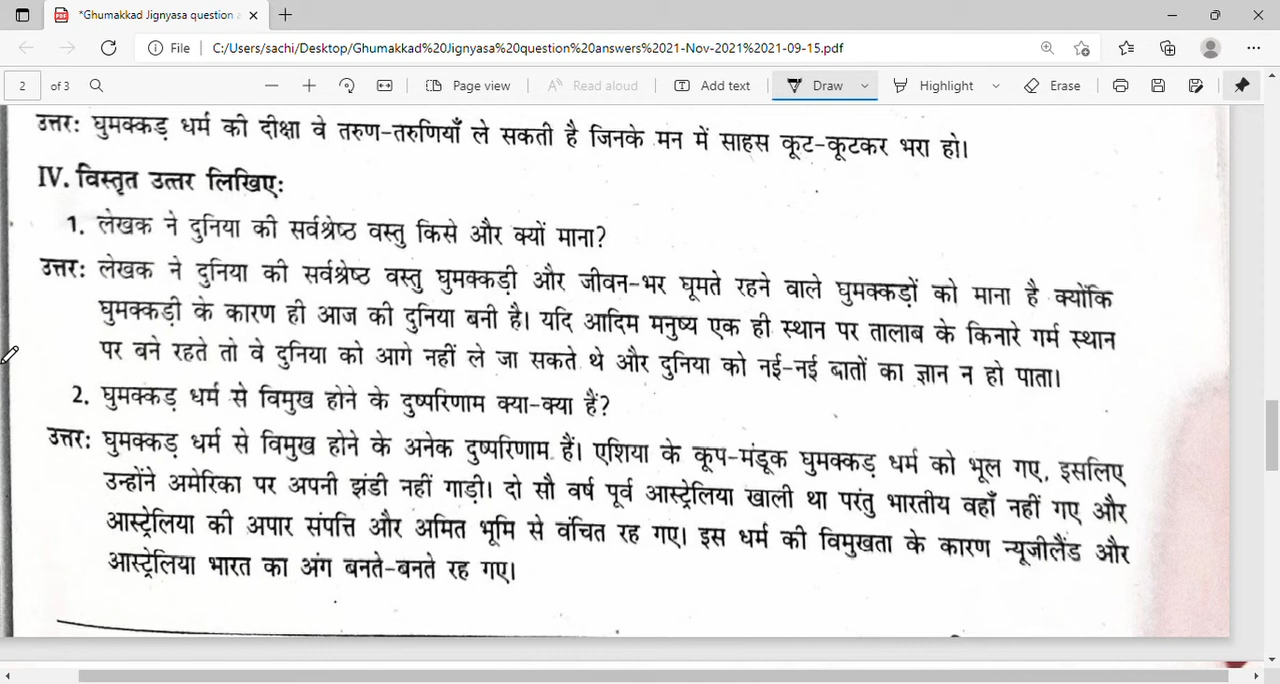 *Ghumakkad Jignyasa question a
File C:/Users/sachi/Desktop/Ghumakkad%20Jignyasa%20question%20answers%2021-Nov-2021%2021-09-15.pdf
2 of 3 Page view Read aloud Add text Draw Highlight Erase
उत्तर: घुमक्कड़ धर्म की दीक्षा वे तरुण-तरुणियाँ ले सकती है जिनके मन में साहस कूट-कूटकर भरा हो।
IV. विस्तृत उत्तर लिखिए:
1. लेखक ने दुनिया की सर्वश्रेष्ठ वस्तु किसे और क्यों माना?
उत्तर: लेखक ने दुनिया की सर्वश्रेष्ठ वस्तु घुमक्कड़ी और जीवन-भर घूमते रहने वाले घुमक्कड़ों को माना है क्योंकि
घुमक्कड़ी के कारण ही आज की दुनिया बनी है। यदि आदिम मनुष्य एक ही स्थान पर तालाब के किनारे गर्म स्थान
पर बने रहते तो वे दुनिया को आगे नहीं ले जा सकते थे और दुनिया को नई-नई बातों का ज्ञान न हो पाता।
2. घुमक्कड़ धर्म से विमुख होने के दुष्परिणाम क्या-क्या हैं?
उत्तर: घुमक्कड़ धर्म से विमुख होने के अनेक दुष्परिणाम हैं। एशिया के कूप-मंडूक घुमक्कड़ धर्म को भूल गए, इसलिए
उन्होंने अमेरिका पर अपनी झंडी नहीं गाड़ी। दो सौ वर्ष पूर्व आस्ट्रेलिया खाली था परंतु भारतीय वहाँ नहीं गए और
आस्ट्रेलिया की अपार संपत्ति और अमित भूमि से वंचित रह गए। इस धर्म की विमुखता के कारण न्यूजीलैंड और
आस्ट्रेलिया भारत का अंग बनते-बनते रह गए।